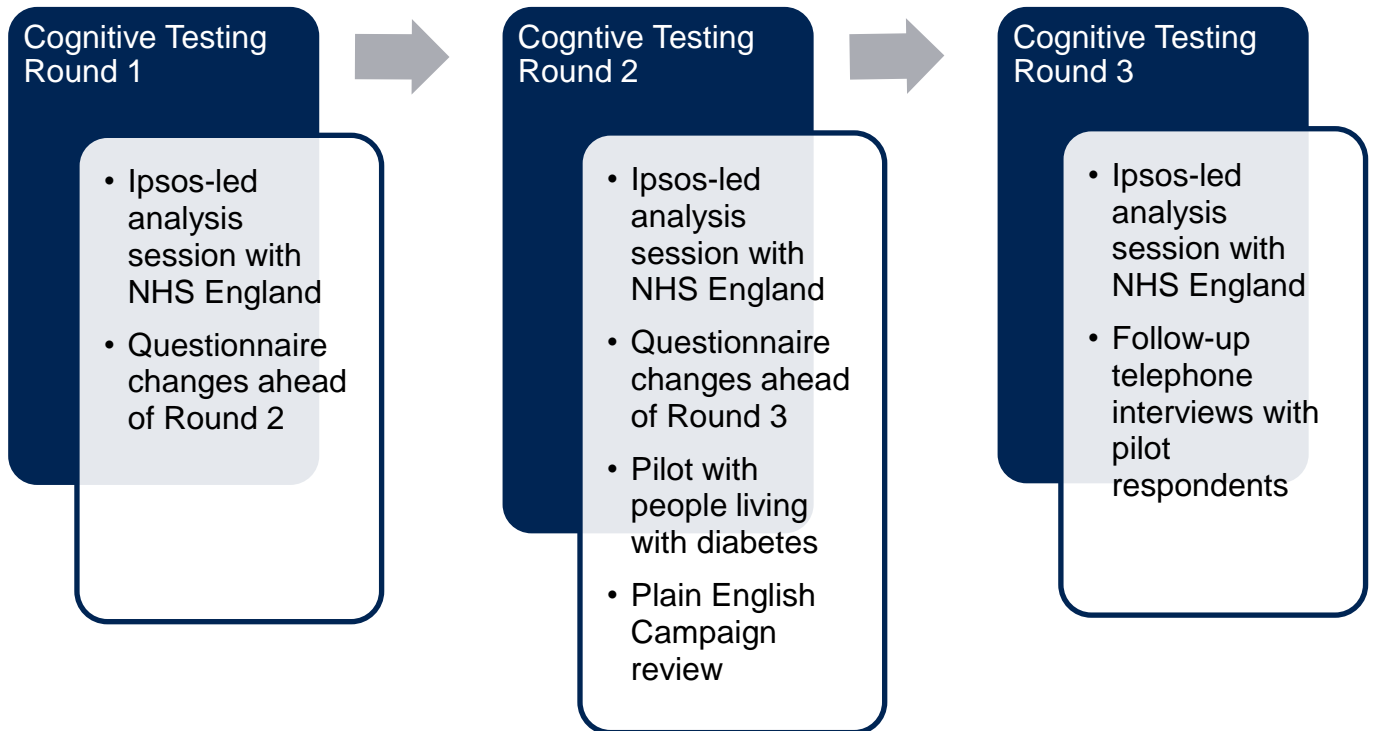 Cognitive Testing
Round 1
• Ipsos-led
analysis
session with
NHS England
• Questionnaire
changes ahead
of Round 2
Cogntive Testing
Round 2
• Ipsos-led
analysis
session with
NHS England
• Questionnaire
changes ahead
of Round 3
• Pilot with
people living
with diabetes
• Plain English
Campaign
review
Cognitive Testing
Round 3
• Ipsos-led
analysis
session with
NHS England
• Follow-up
telephone
interviews with
pilot
respondents